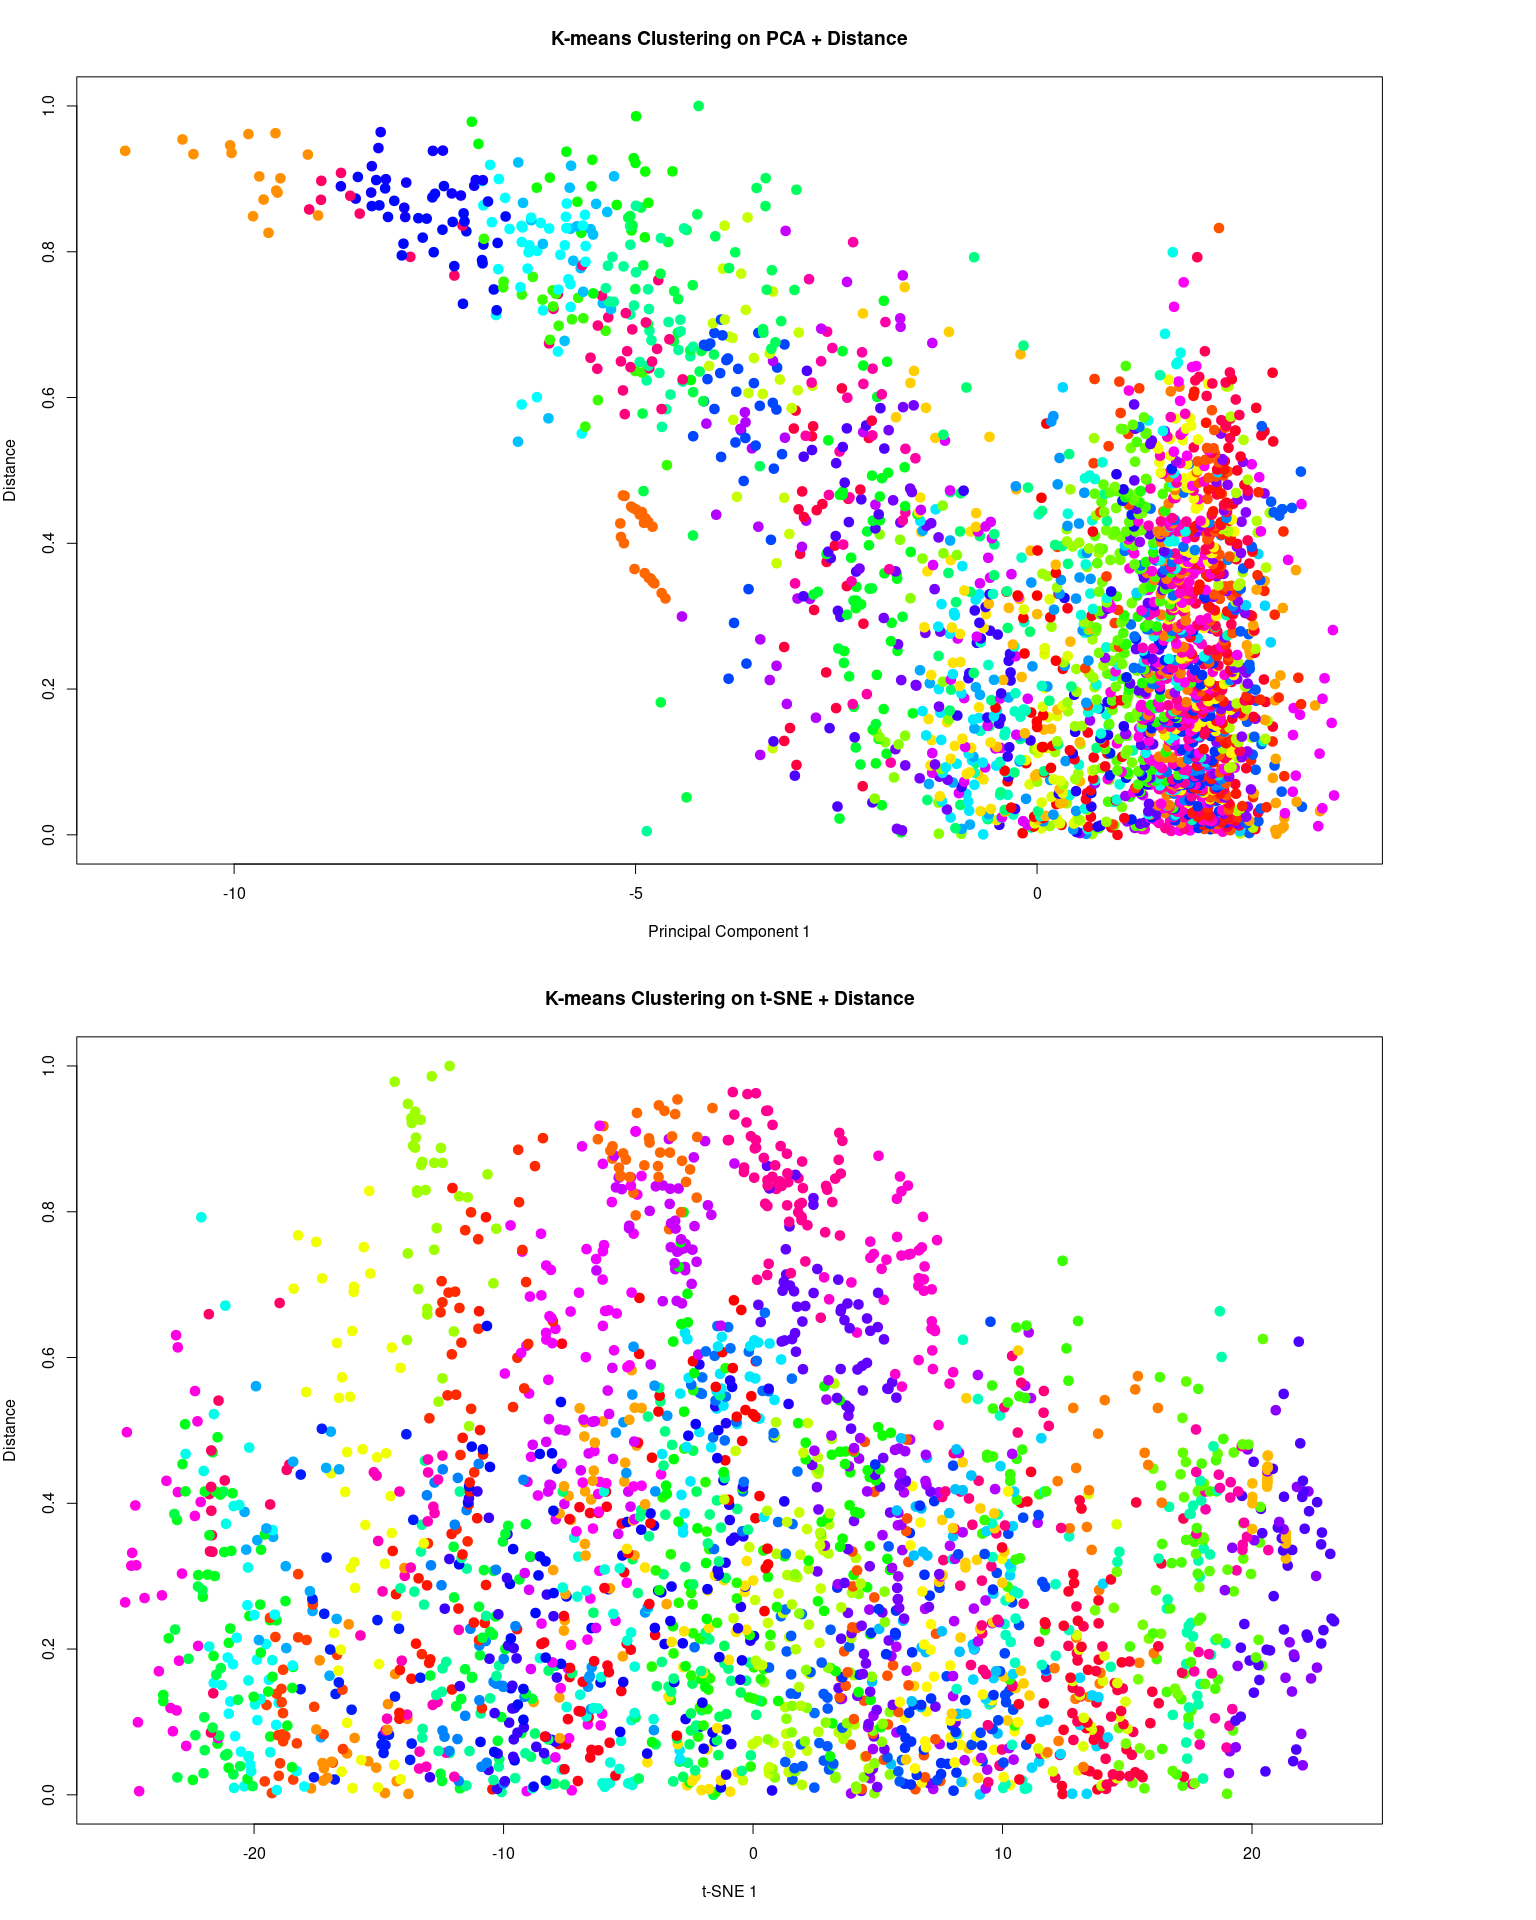 K-means Clustering on PCA + Distance
1.0
0.8
0.6
Distance
0.4
0.2
0.0
-10 -5 0
Principal Component 1
K-means Clustering on t-SNE + Distance
1.0
0.8
0.6
Distance
0.4
0.2
0.0
-20 -10 0 10 20
t-SNE 1